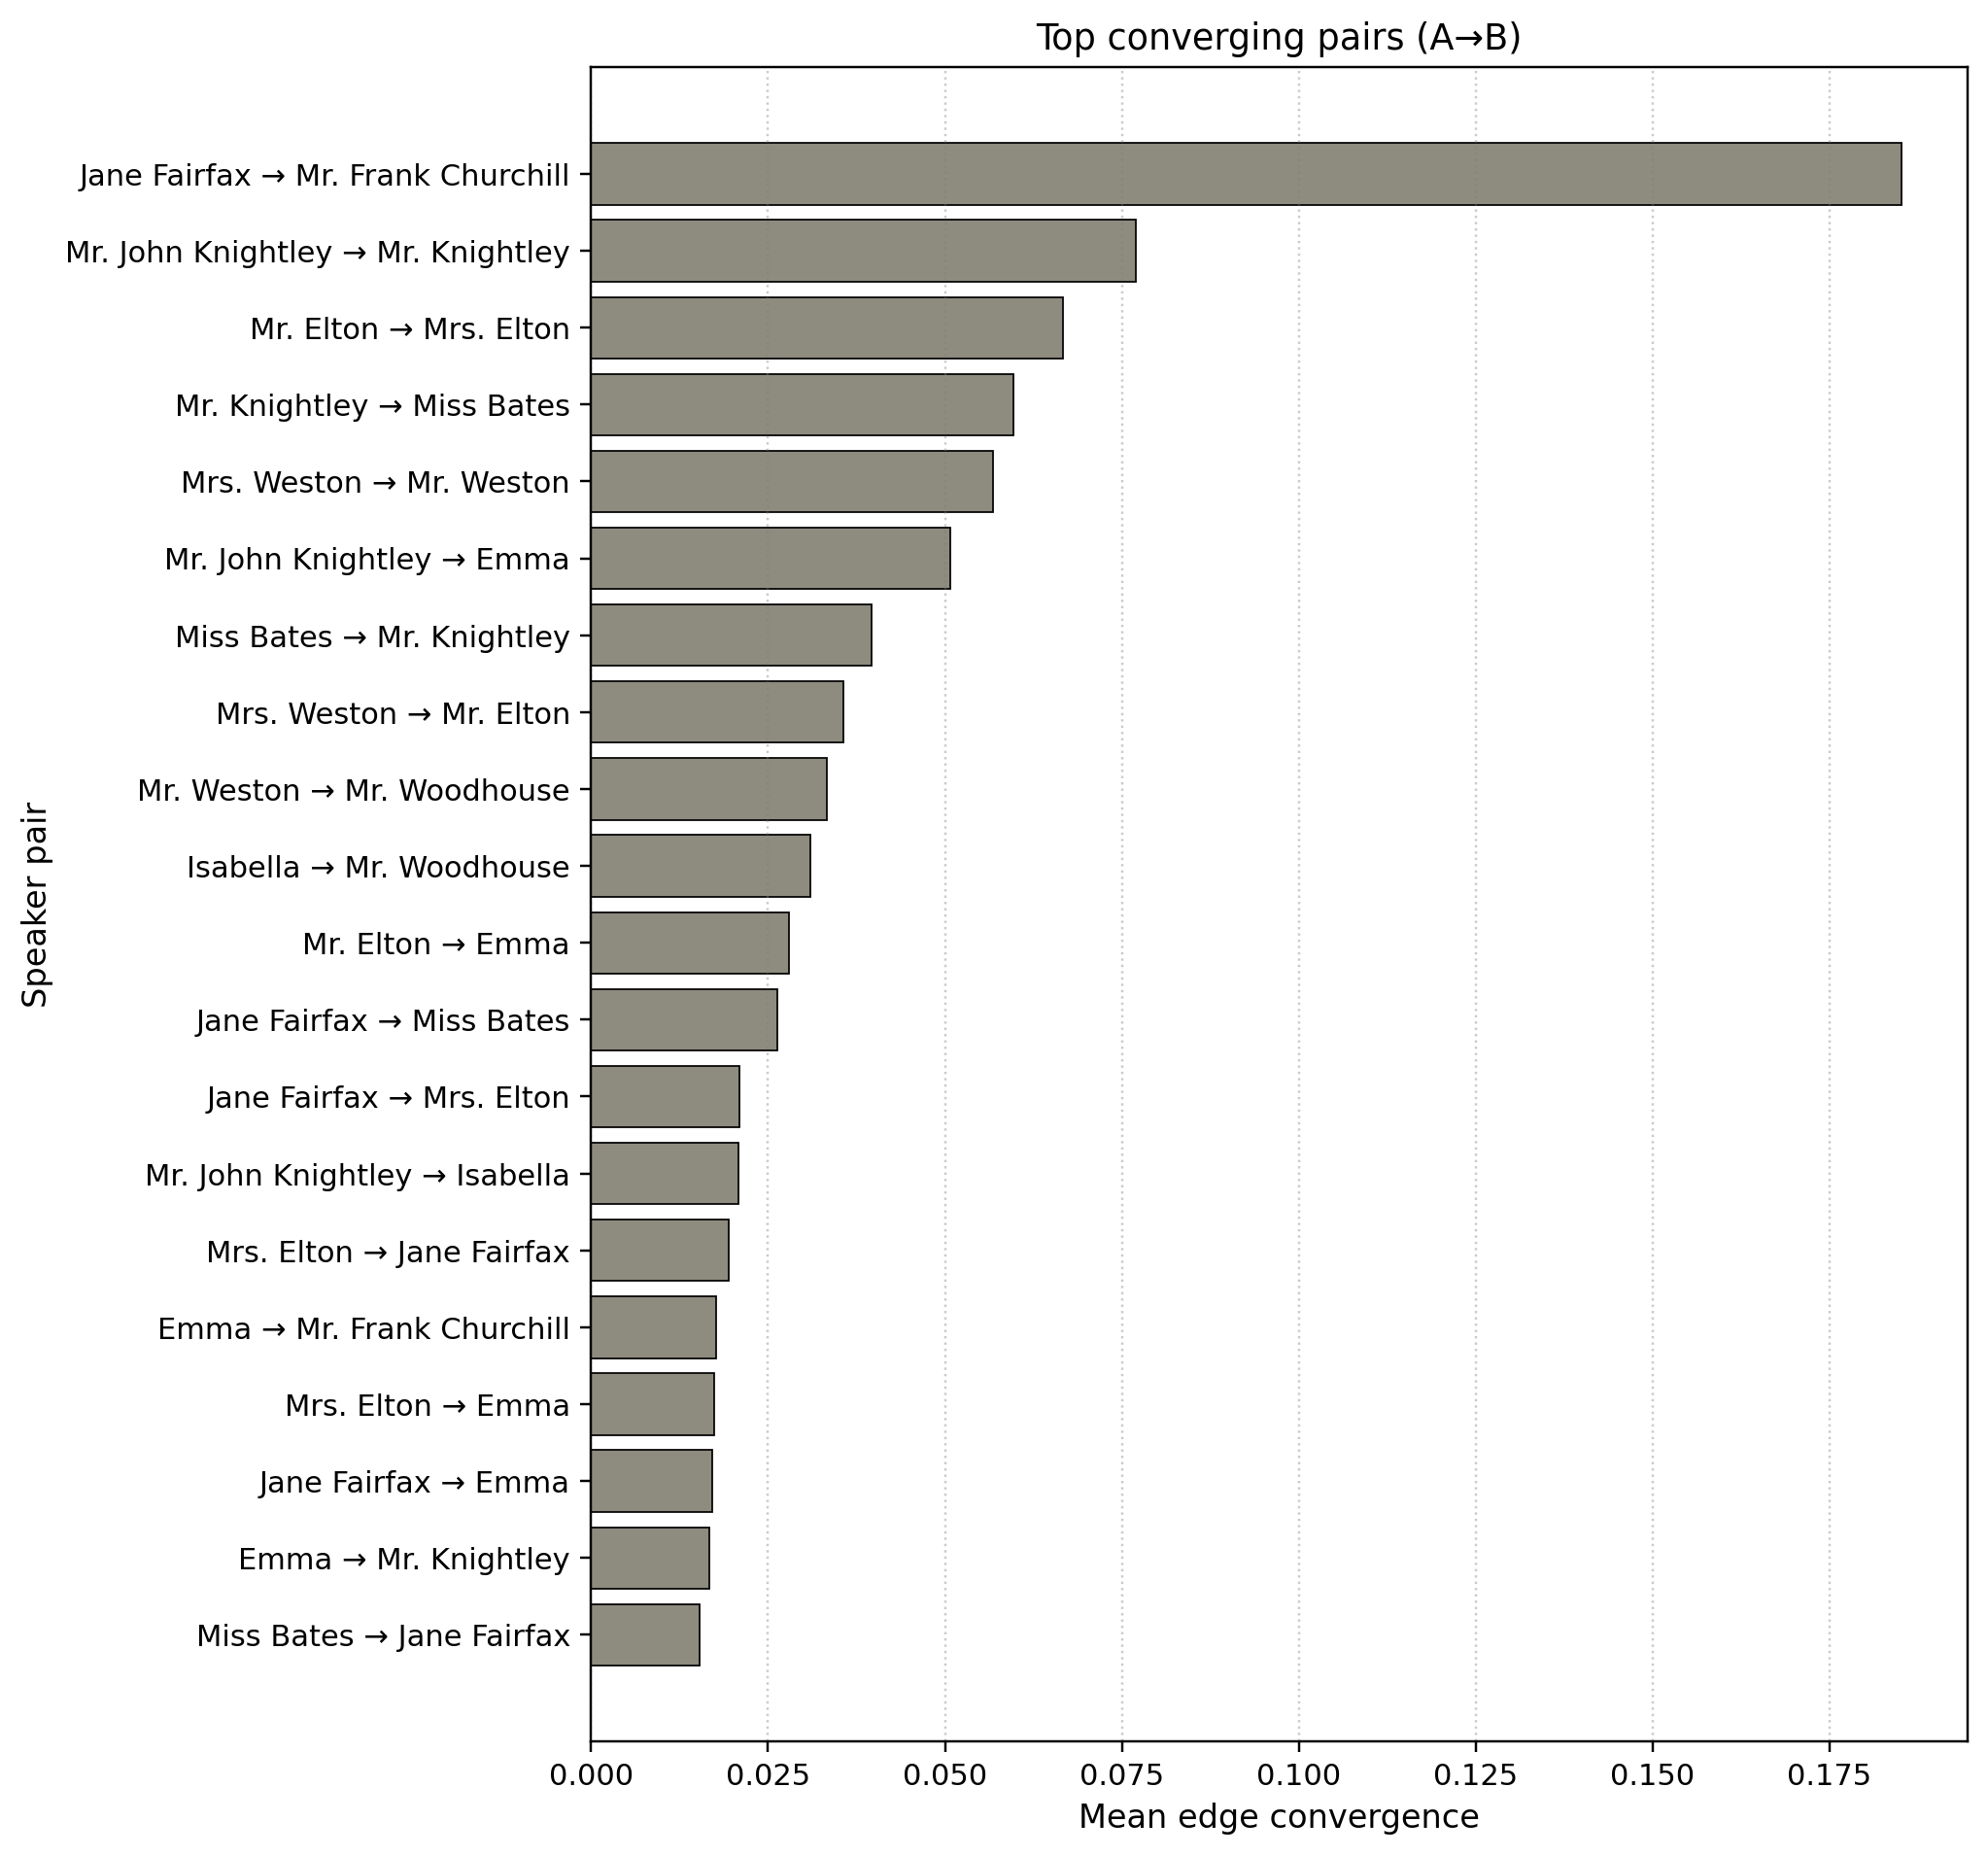 Top converging pairs (A→B)
Jane Fairfax → Mr. Frank Churchill
Mr. John Knightley → Mr. Knightley
Mr. Elton → Mrs. Elton
Mr. Knightley → Miss Bates
Mrs. Weston → Mr. Weston
Mr. John Knightley → Emma
Miss Bates → Mr. Knightley
Mrs. Weston → Mr. Elton
Mr. Weston → Mr. Woodhouse
Isabella → Mr. Woodhouse
Mr. Elton → Emma
Jane Fairfax → Miss Bates
Jane Fairfax → Mrs. Elton
Mr. John Knightley → Isabella
Mrs. Elton → Jane Fairfax
Emma → Mr. Frank Churchill
Mrs. Elton → Emma
Jane Fairfax → Emma
Emma → Mr. Knightley
Miss Bates → Jane Fairfax
Speaker pair
0.000 0.025 0.050 0.075 0.100 0.125 0.150 0.175
Mean edge convergence